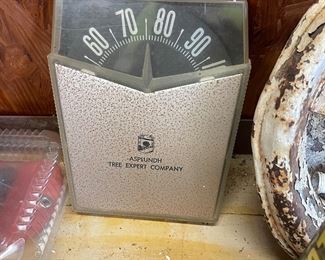 60 70 80 90
ASPLUNDH
TREE EXPERT COMPANY